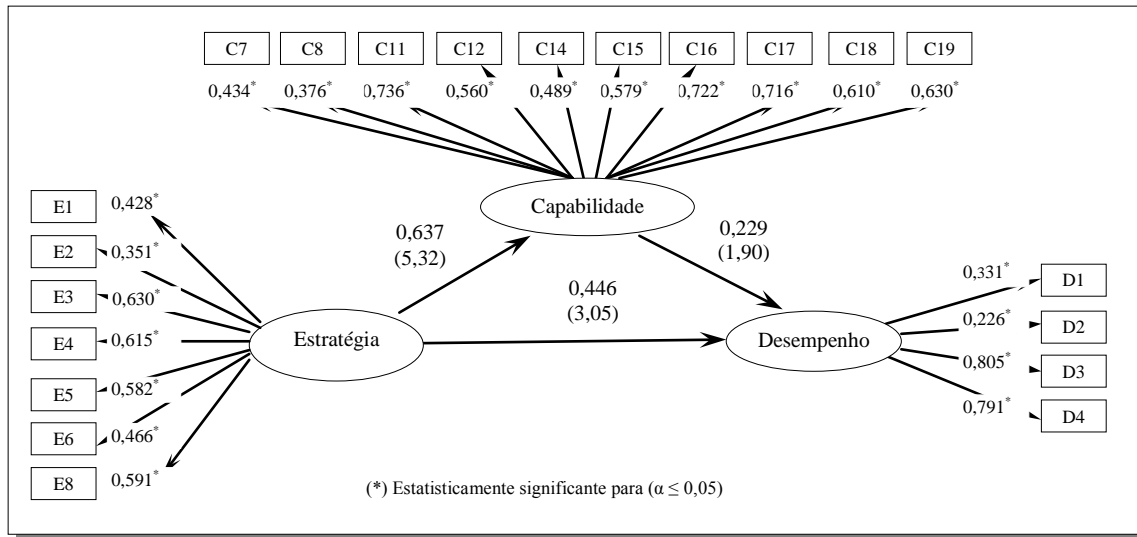 C7 C8 C11 C12 C14 C15 C16 C17 C18 C19
0,434* 0,376* 0,736* 0,560* 0,489* 0,579* 0,722* 0,716* 0,610* 0,630*
Capabilidade
E1 0,428*
E2 0,351*
E3 0,630*
E4 0,615*
E5 0,582*
E6 0,466*
E8 0,591*
0,637
(5,32)
0,229
(1,90)
0,446
(3,05)
Estratégia
Desempenho
0,331* D1
0,226* D2
0,805* D3
0,791* D4
(*) Estatisticamente significante para (α ≤ 0,05)